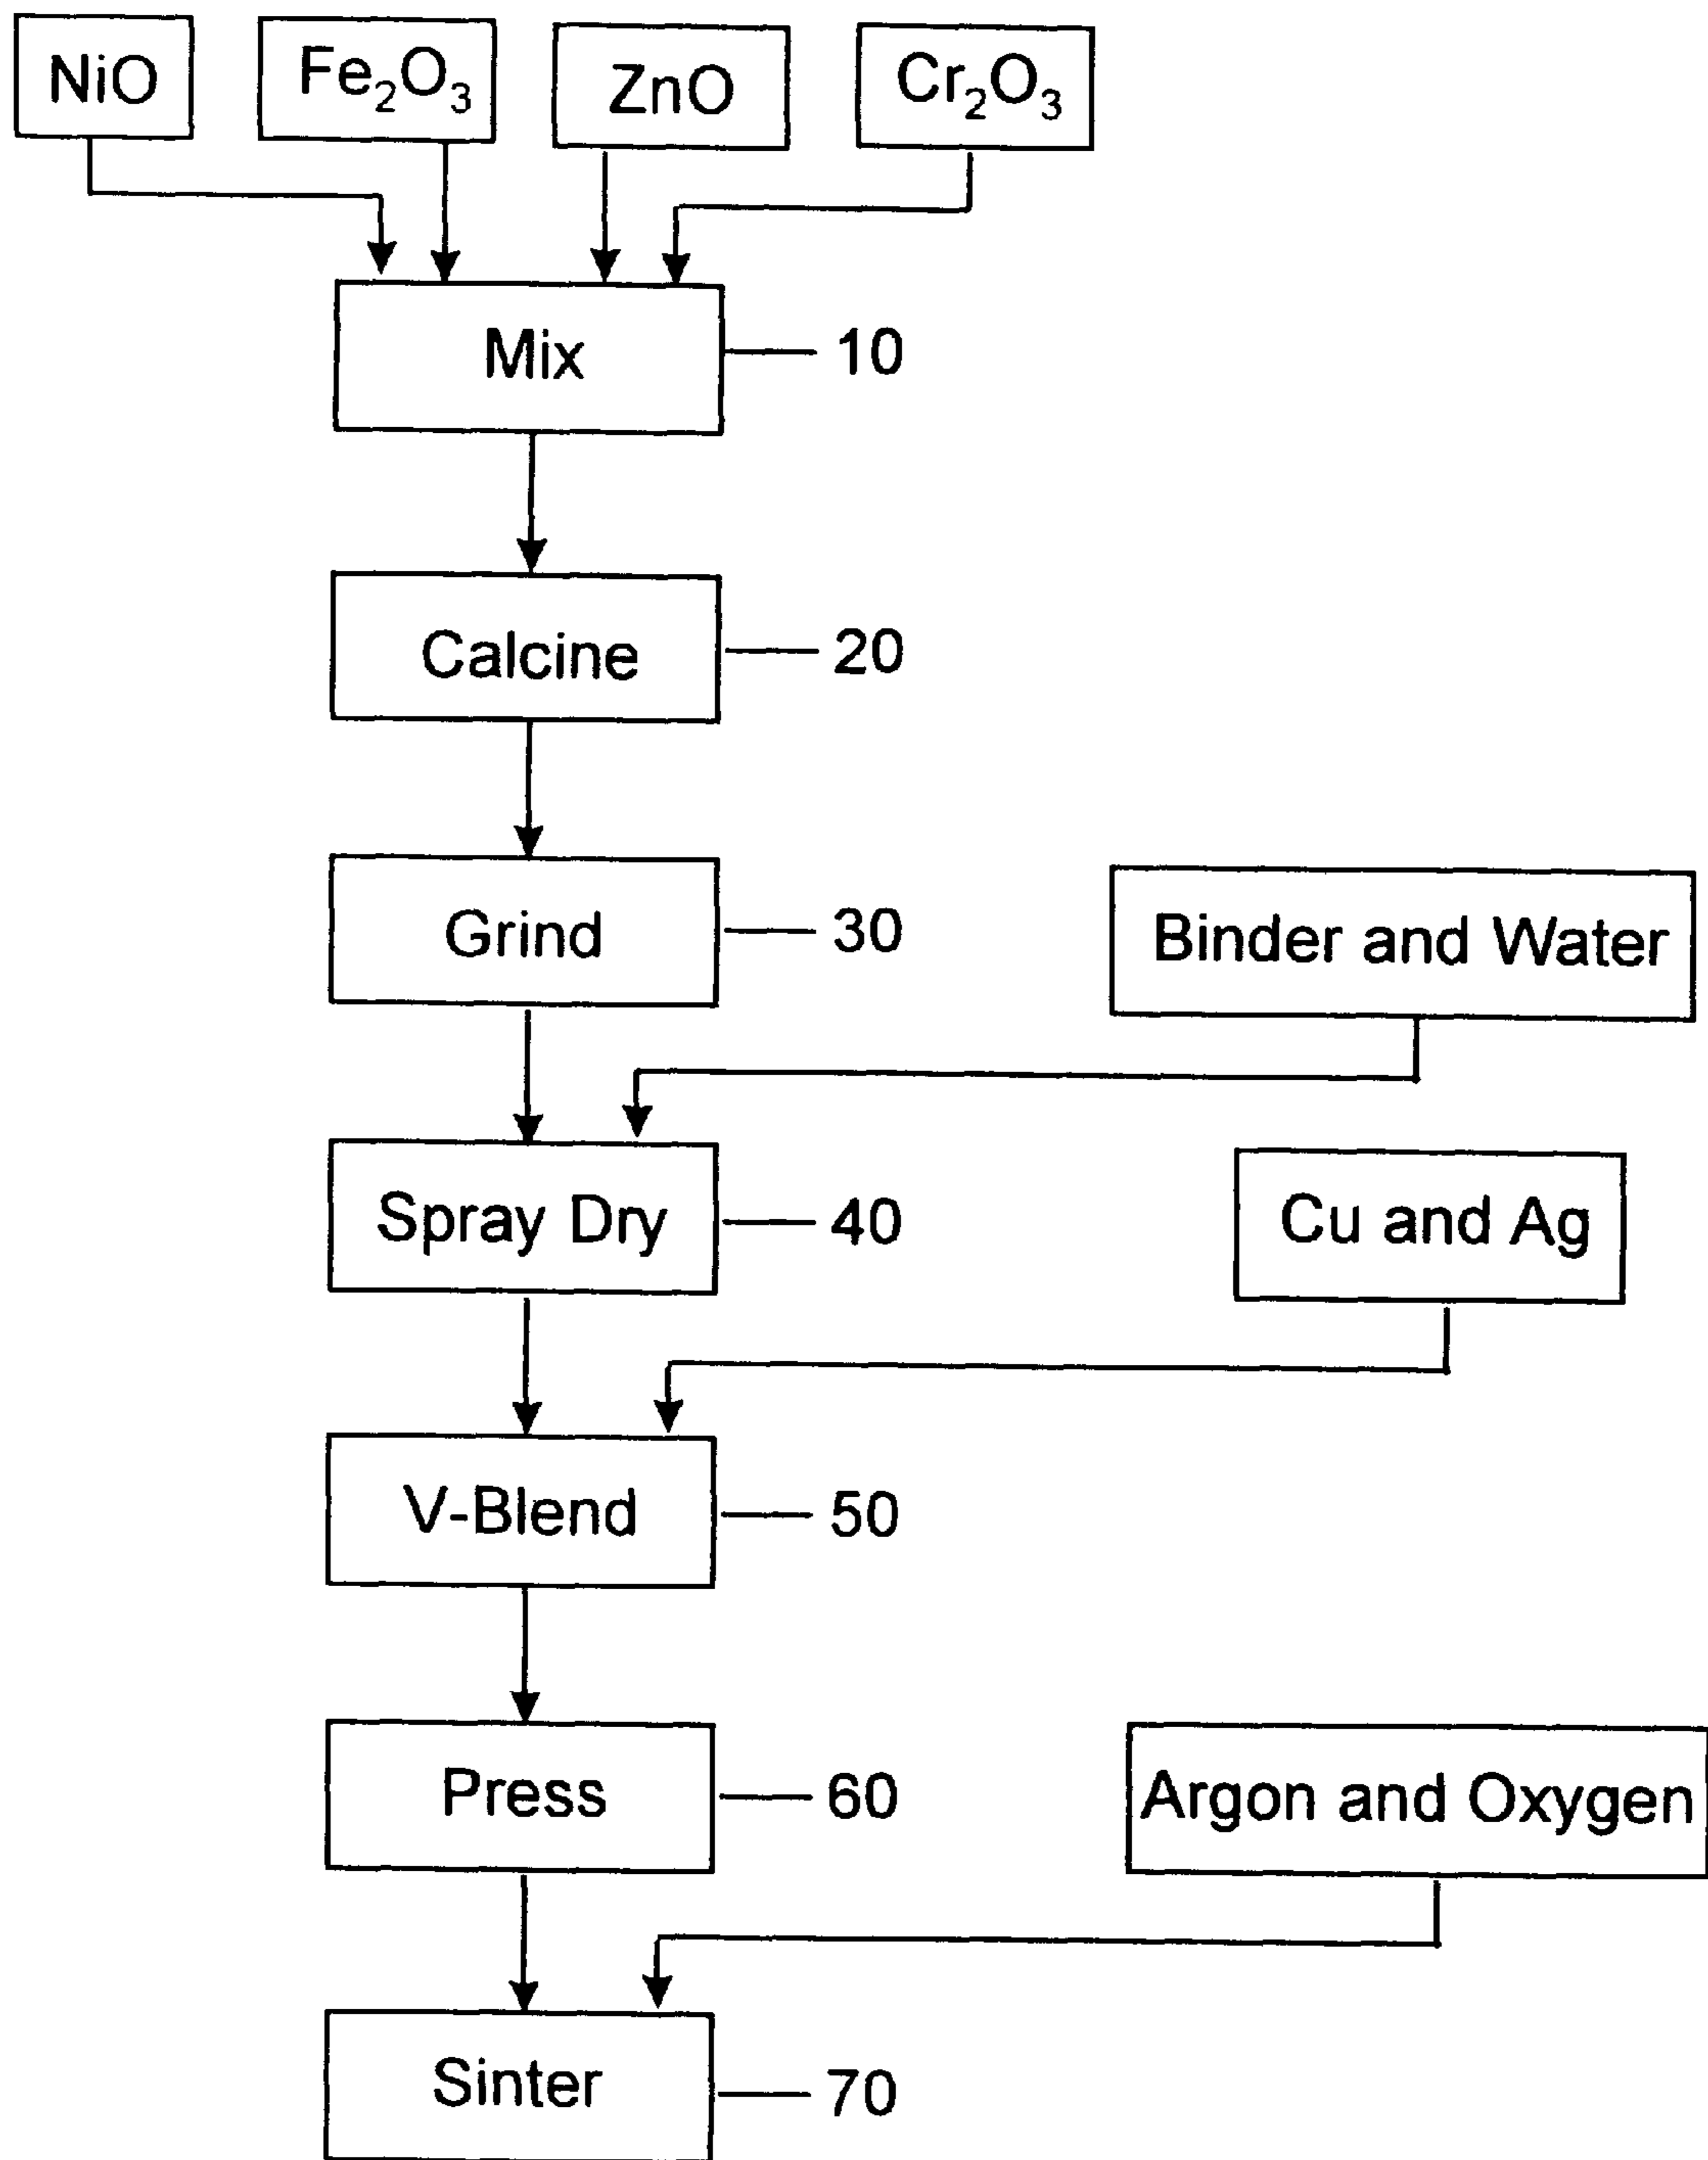 NiO
Fe₂O₃
ZnO
Cr₂O₃
Mix
10
Calcine
20
Grind
30
Binder and Water
Spray Dry
40
Cu and Ag
V-Blend
50
Press
60
Argon and Oxygen
Sinter
70